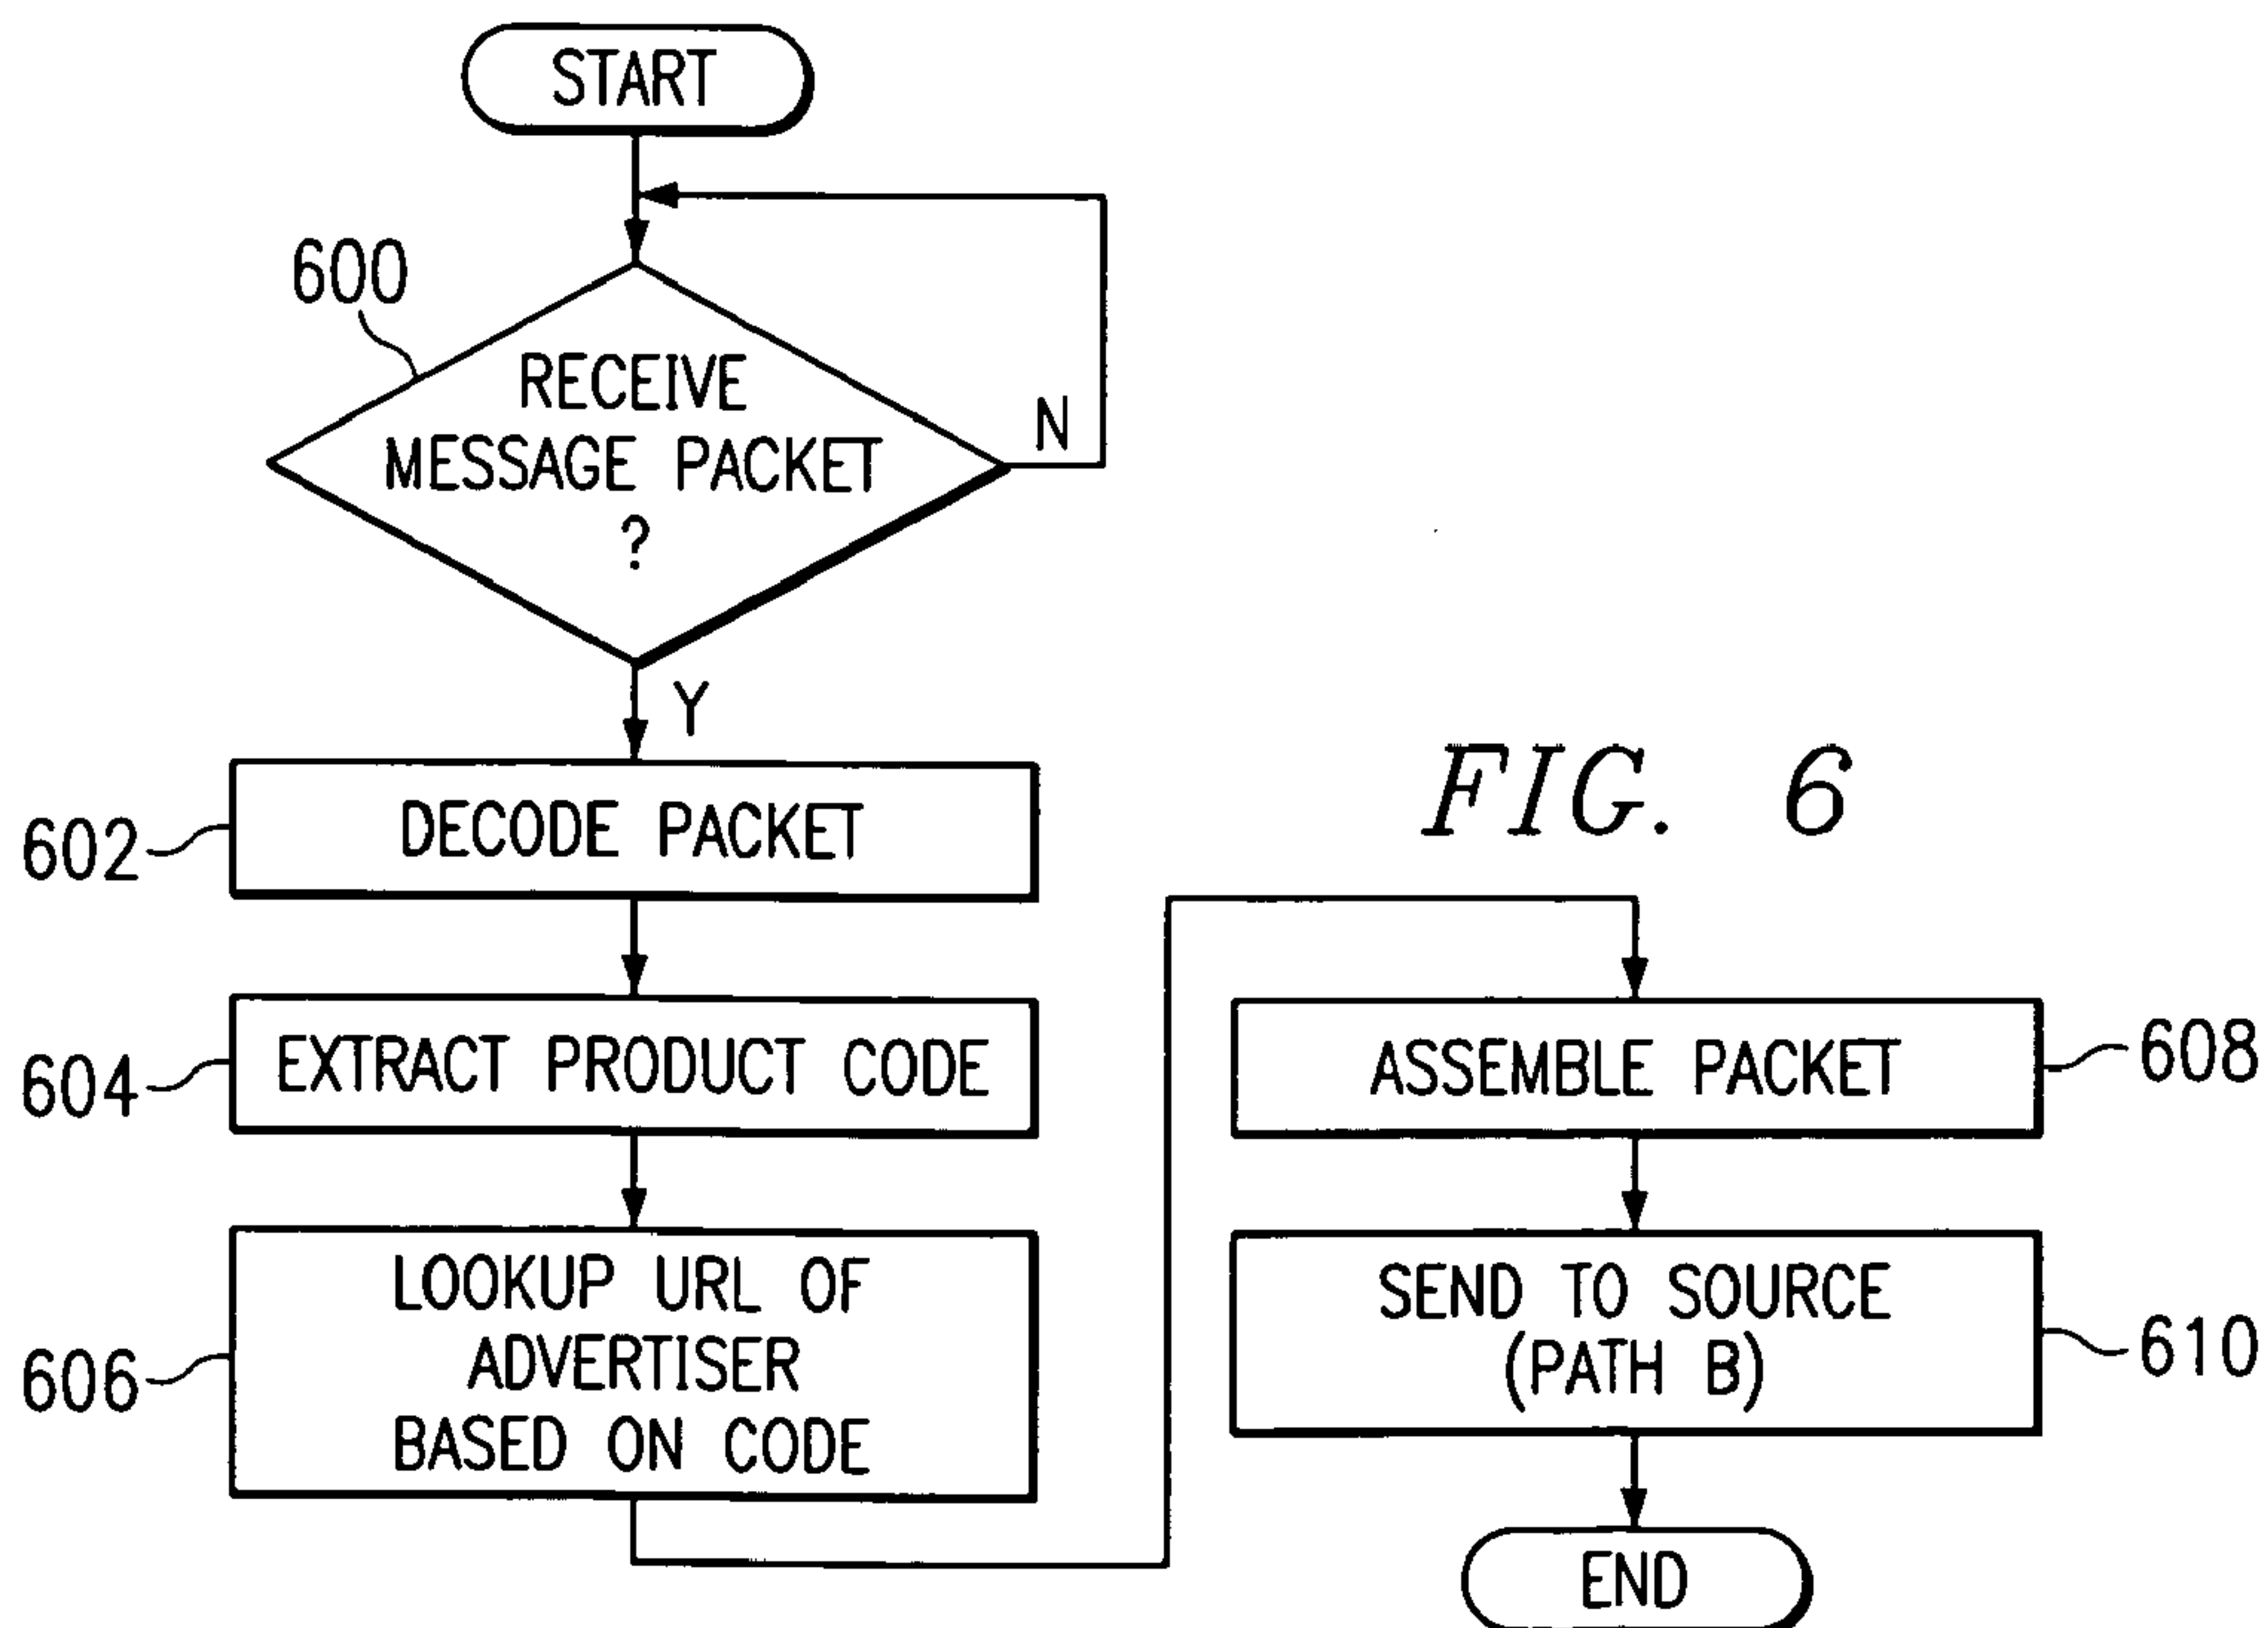 START
600
RECEIVE
MESSAGE PACKET
?
N
Y
602
DECODE PACKET
604
EXTRACT PRODUCT CODE
606
LOOKUP URL OF
ADVERTISER
BASED ON CODE
FIG. 6
ASSEMBLE PACKET
608
SEND TO SOURCE
(PATH B)
610
END